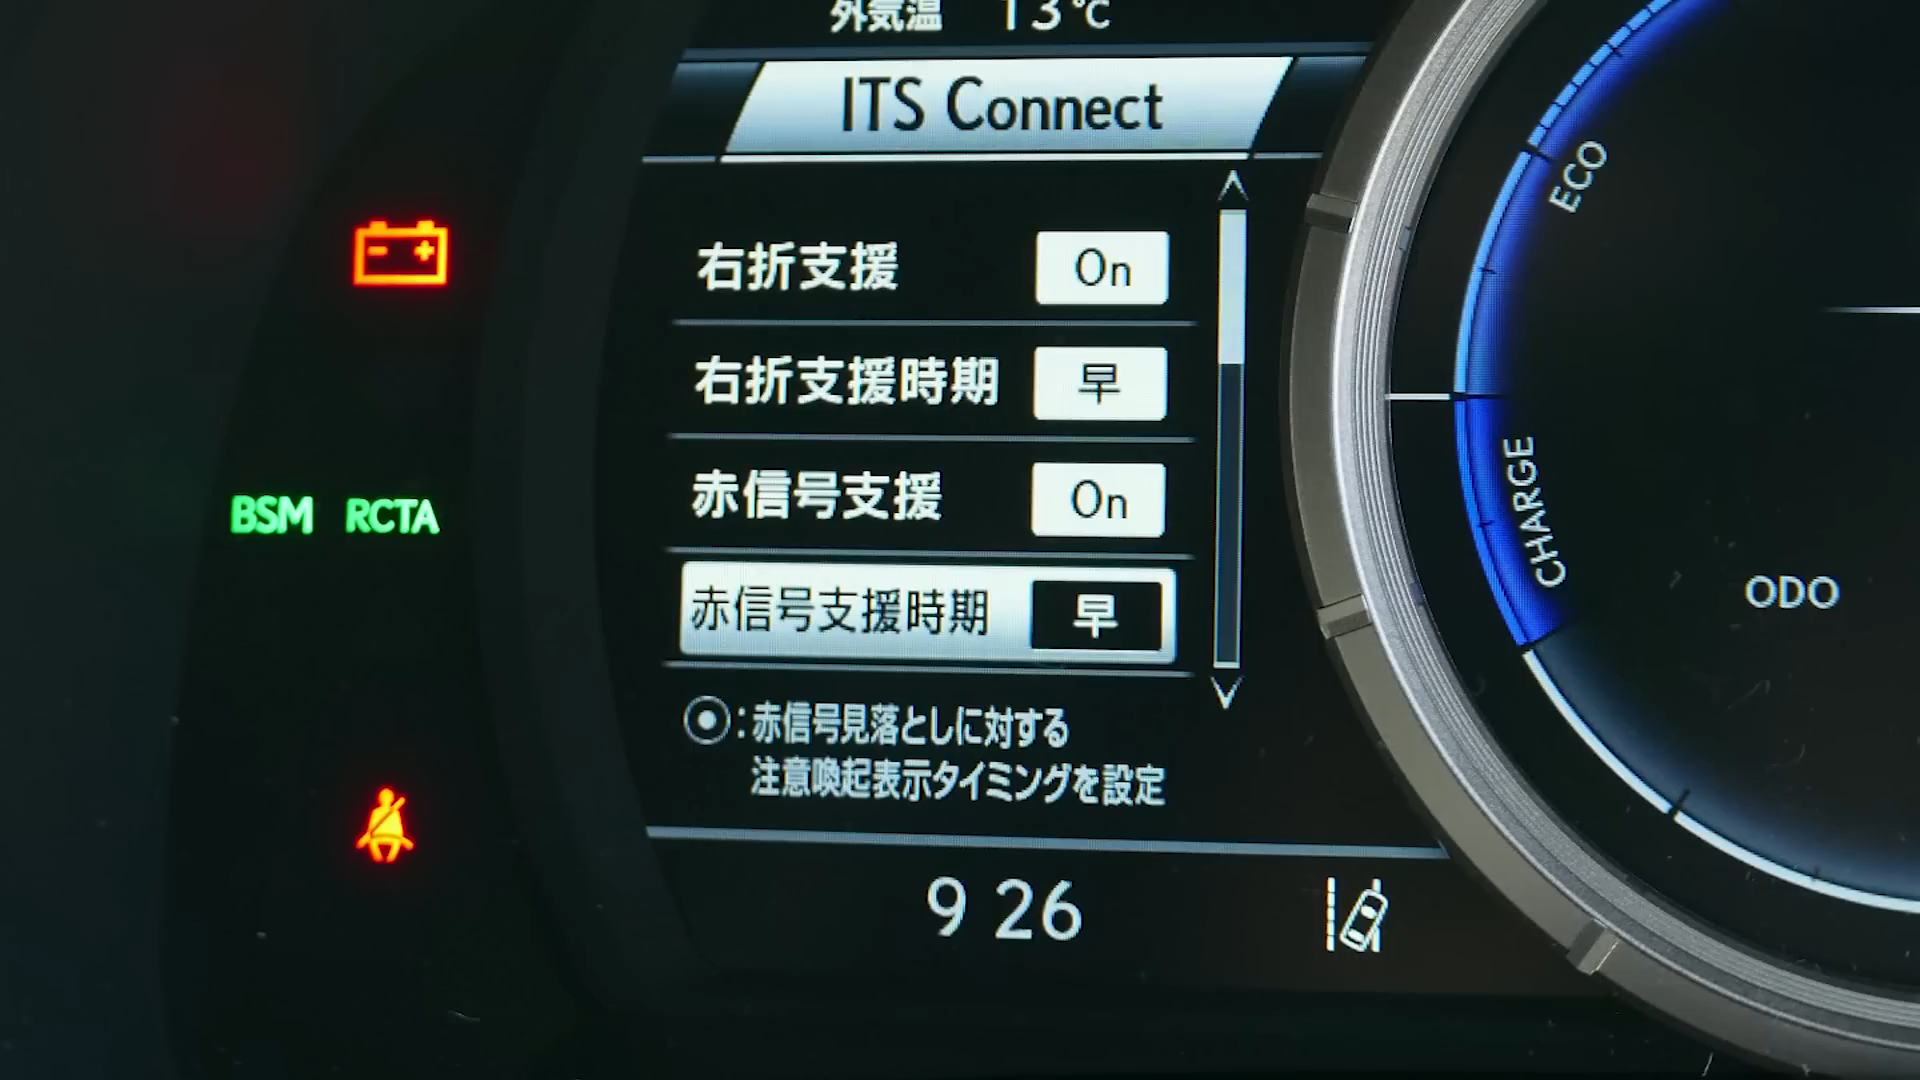 外気温 13℃
ITS Connect
右折支援 On
右折支援時期 早
赤信号支援 On
赤信号支援時期 早
:赤信号見落としに対する
注意喚起表示タイミングを設定
9 26
BSM RCTA
ECO
CHARGE
ODO